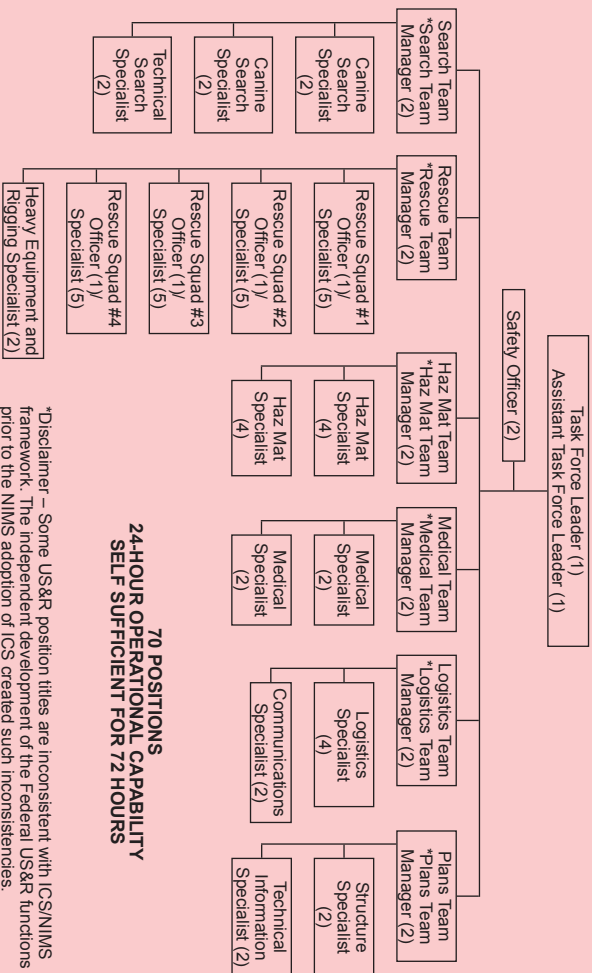 Task Force Leader (1)
Assistant Task Force Leader (1)
Safety Officer (2)
Search Team
*Search Team
Manager (2)
Canine
Search
Specialist
(2)
Canine
Search
Specialist
(2)
Technical
Search
Specialist
(2)
Rescue Team
*Rescue Team
Manager (2)
Rescue Squad #1
Officer (1)/
Specialist (5)
Rescue Squad #2
Officer (1)/
Specialist (5)
Rescue Squad #3
Officer (1)/
Specialist (5)
Rescue Squad #4
Officer (1)/
Specialist (5)
Heavy Equipment and
Rigging Specialist (2)
Haz Mat Team
*Haz Mat Team
Manager (2)
Haz Mat
Specialist
(4)
Haz Mat
Specialist
(4)
Medical Team
*Medical Team
Manager (2)
Medical
Specialist
(2)
Medical
Specialist
(2)
Logistics Team
*Logistics Team
Manager (2)
Logistics
Specialist
(4)
Communications
Specialist (2)
Plans Team
*Plans Team
Manager (2)
Structure
Specialist
(2)
Technical
Information
Specialist (2)
70 POSITIONS
24-HOUR OPERATIONAL CAPABILITY
SELF SUFFICIENT FOR 72 HOURS
*Disclaimer – Some US&R position titles are inconsistent with ICS/NIMS
framework. The independent development of the Federal US&R functions
prior to the NIMS adoption of ICS created such inconsistencies.